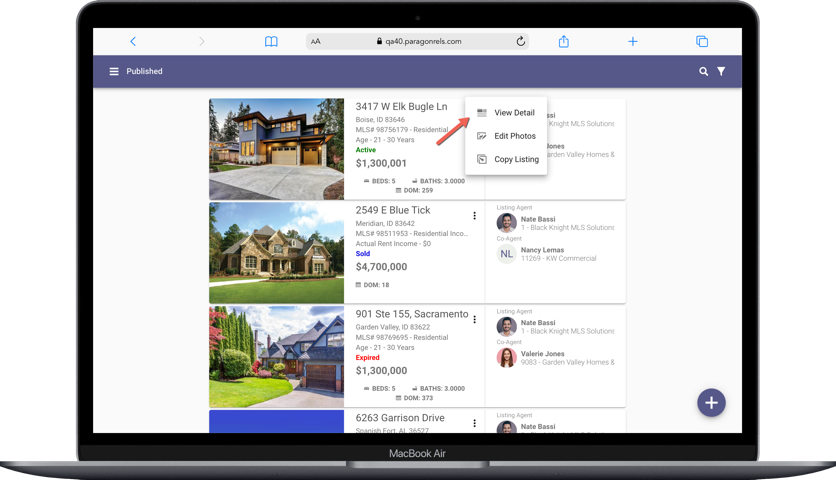 AA
qa40.paragonrels.com
Published
3417 W Elk Bugle Ln
Boise, ID 83646
MLS# 98756179 - Residential
Age - 21 - 30 Years
Active
$1,300,001
BEDS: 5 BATHS: 3.0000
DOM: 259
View Detail
Edit Photos
Copy Listing
ssi
Knight MLS Solutions
ones
arden Valley Homes &
2549 E Blue Tick
Meridian, ID 83642
MLS# 98511953 - Residential Inco...
Actual Rent Income - $0
Sold
$4,700,000
DOM: 18
Listing Agent
Nate Bassi
1 - Black Knight MLS Solutions
Co-Agent
NL
Nancy Lemas
11269 - KW Commercial
901 Ste 155, Sacramento
Garden Valley, ID 83622
MLS# 98769695 - Residential
Age - 21 - 30 Years
Expired
$1,300,000
BEDS: 5 BATHS: 3.0000
DOM: 373
Listing Agent
Nate Bassi
1 - Black Knight MLS Solutions
Co-Agent
Valerie Jones
9083 - Garden Valley Homes &
6263 Garrison Drive
Spanish Fort, AL 36527
Listing Agent
Nate Bassi
1 - Black Knight MLS Solutions
MacBook Air